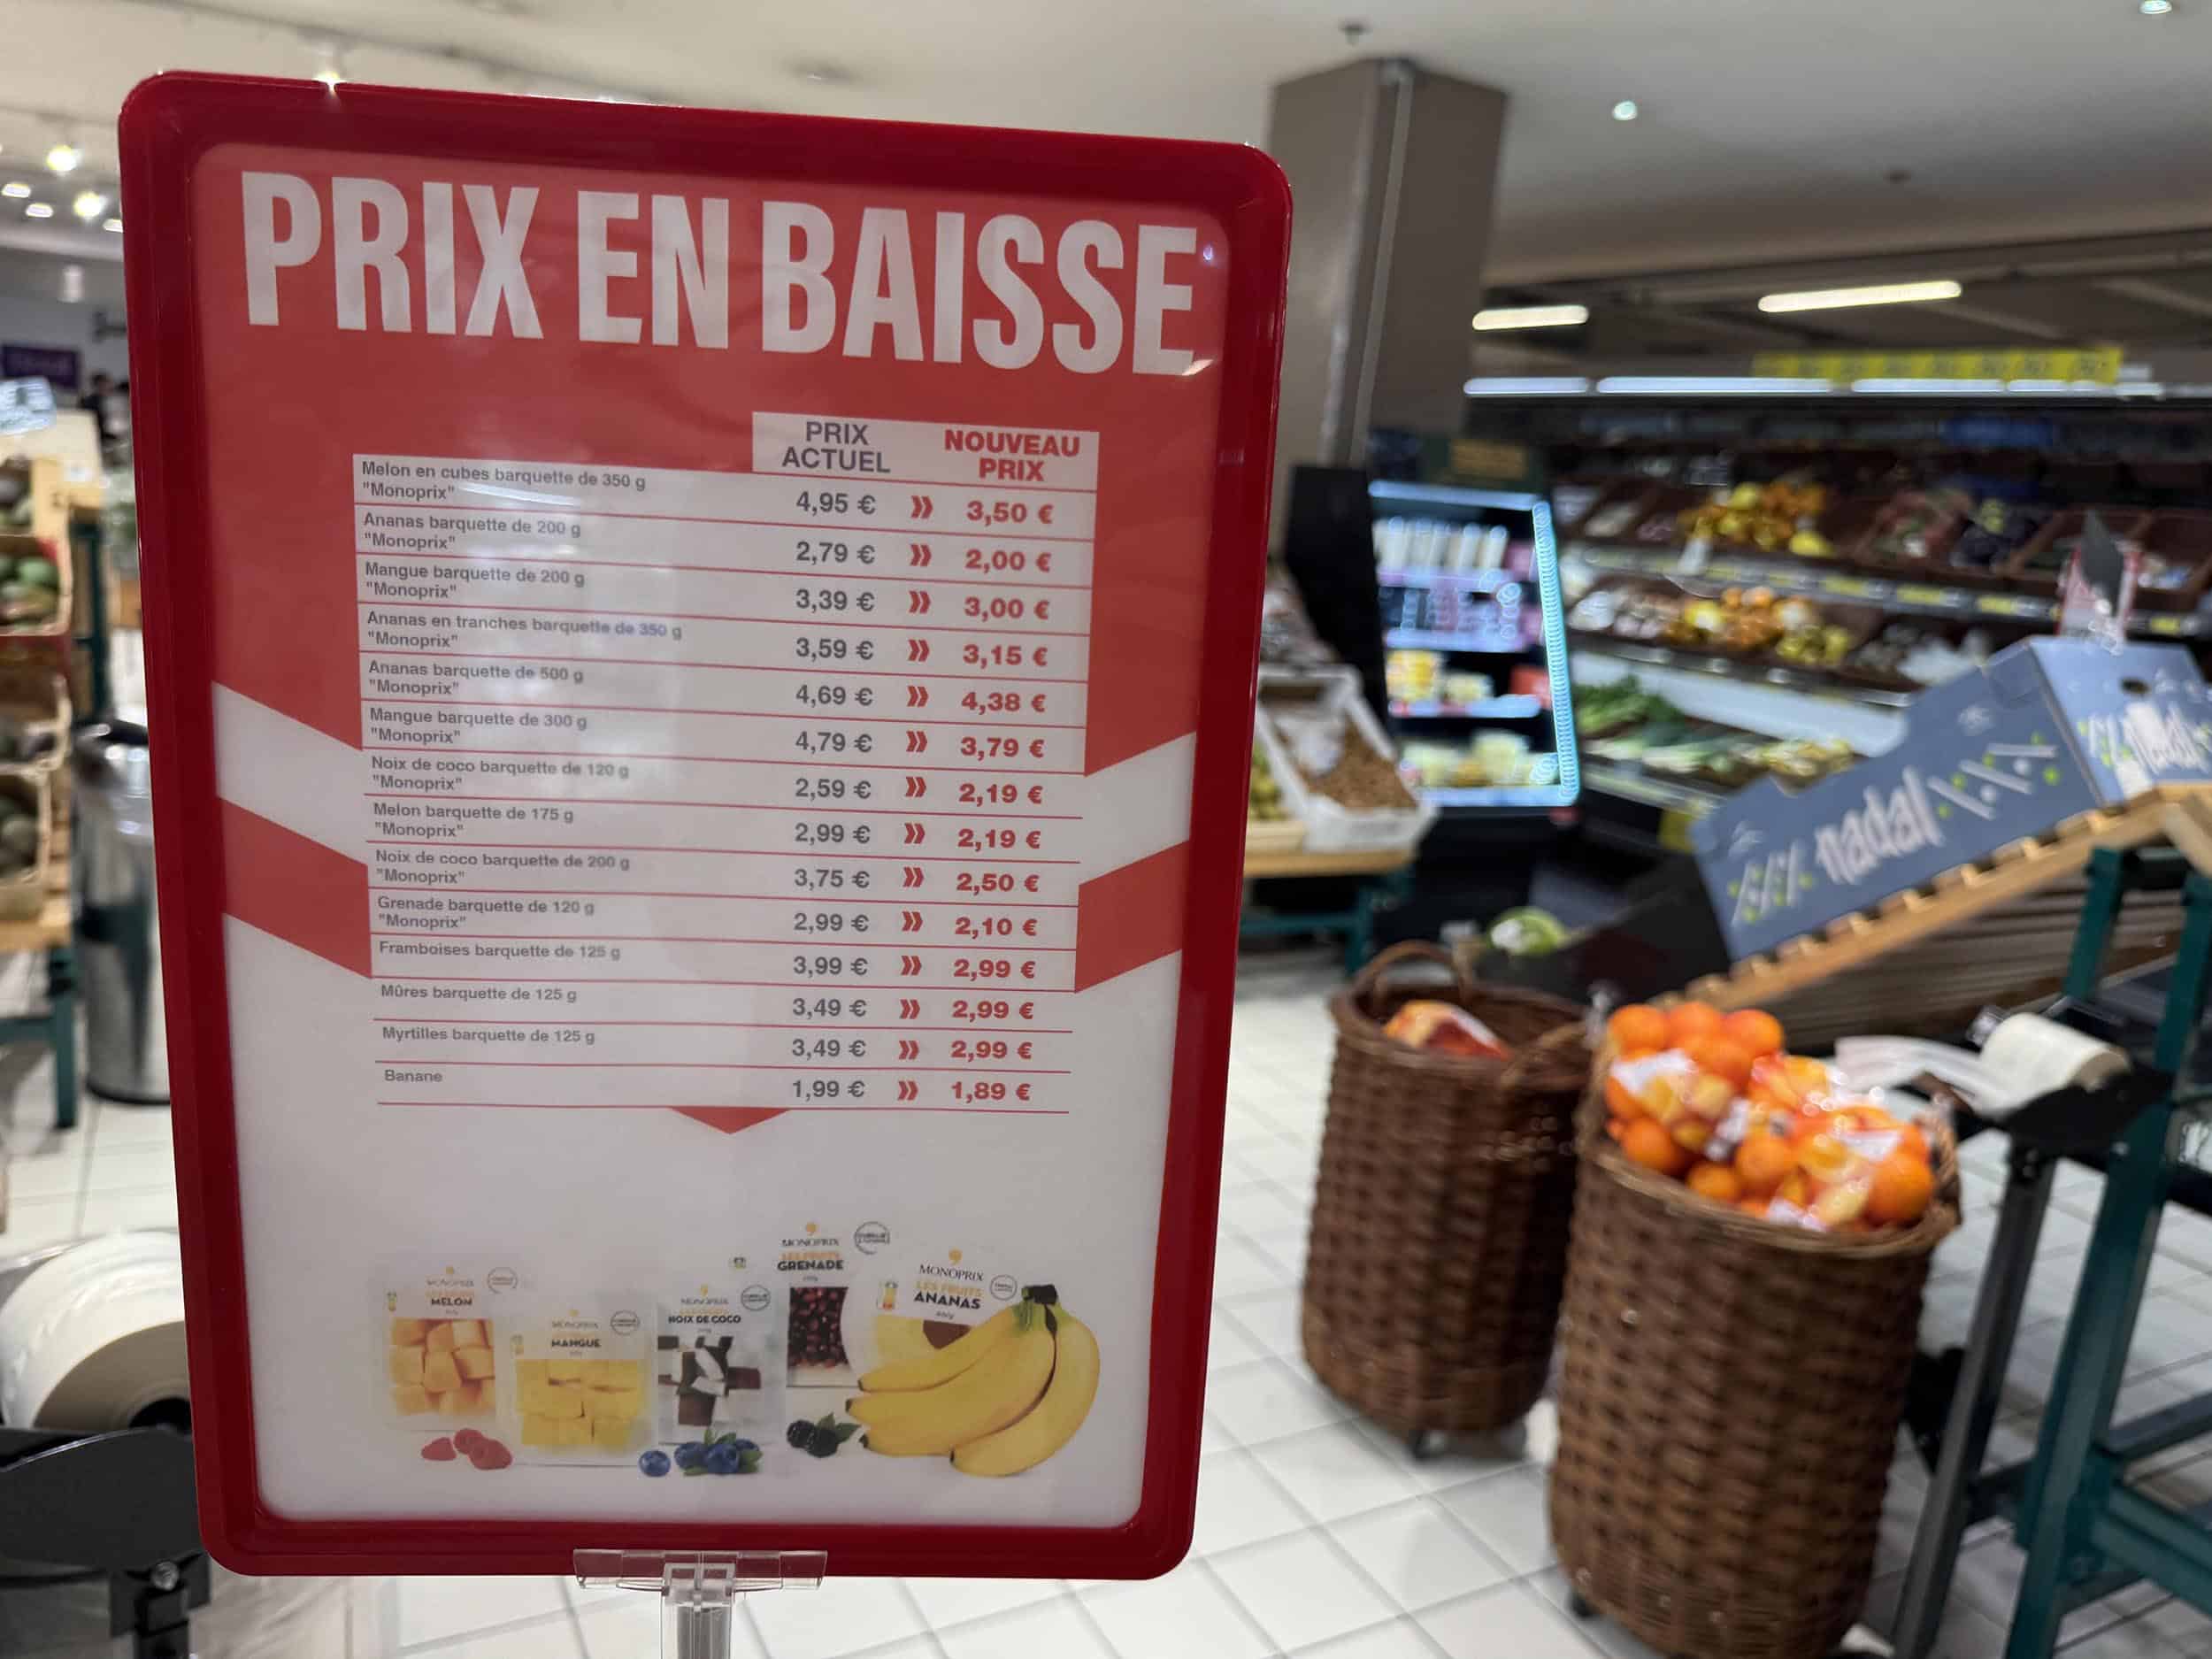 PRIX EN BAISSE
PRIX
ACTUEL
NOUVEAU
PRIX
Melon en cubes barquette de 350 g
"Monoprix"
4,95 € » 3,50 €
Ananas barquette de 200 g
"Monoprix"
2,79 € » 2,00 €
Mangue barquette de 200 g
"Monoprix"
3,39 € » 3,00 €
Ananas en tranches barquette de 350 g
"Monoprix"
3,59 € » 3,15 €
Ananas barquette de 500 g
"Monoprix"
4,69 € » 4,38 €
Mangue barquette de 300 g
"Monoprix"
4,79 € » 3,79 €
Noix de coco barquette de 120 g
"Monoprix"
2,59 € » 2,19 €
Melon barquette de 175 g
"Monoprix"
2,99 € » 2,19 €
Noix de coco barquette de 200 g
"Monoprix"
3,75 € » 2,50 €
Grenade barquette de 120 g
"Monoprix"
2,99 € » 2,10 €
Framboises barquette de 125 g
3,99 € » 2,99 €
Mûres barquette de 125 g
3,49 € » 2,99 €
Myrtilles barquette de 125 g
3,49 € » 2,99 €
Banane
1,99 € » 1,89 €
MONOPRIX
MELON
MONOPRIX
MANGUE
MONOPRIX
NOIX DE COCO
MONOPRIX
LES FRUITS
GRENADE
MONOPRIX
LES FRUITS
ANANAS
nadal
nadal